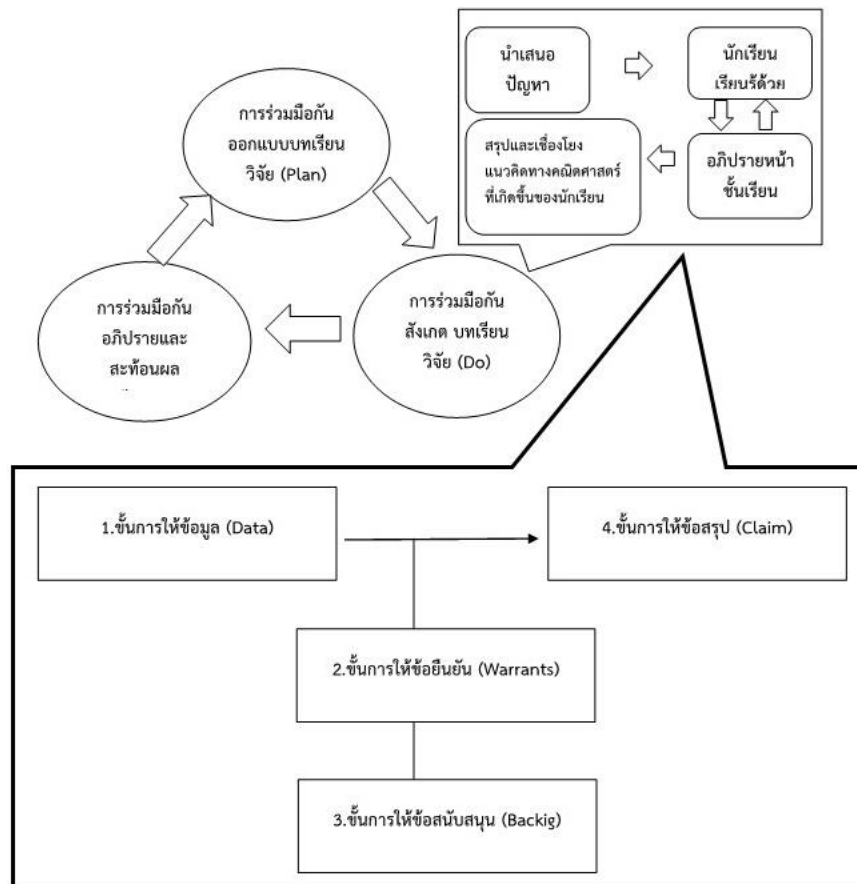 นำเสนอ
ปัญหา
นักเรียน
เรียนรู้ด้วย
สรุปและเชื่องโยง
แนวคิดทางคณิตศาสตร์
ที่เกิดขึ้นของนักเรียน
อภิปรายหน้า
ชั้นเรียน
การร่วมมือกัน
ออกแบบบทเรียน
วิจัย (Plan)
การร่วมมือกัน
สังเกต บทเรียน
วิจัย (Do)
การร่วมมือกัน
อภิปรายและ
สะท้อนผล
1.ขั้นการให้ข้อมูล (Data)
4.ขั้นการให้ข้อสรุป (Claim)
2.ขั้นการให้ข้อยืนยัน (Warrants)
3.ขั้นการให้ข้อสนับสนุน (Backig)